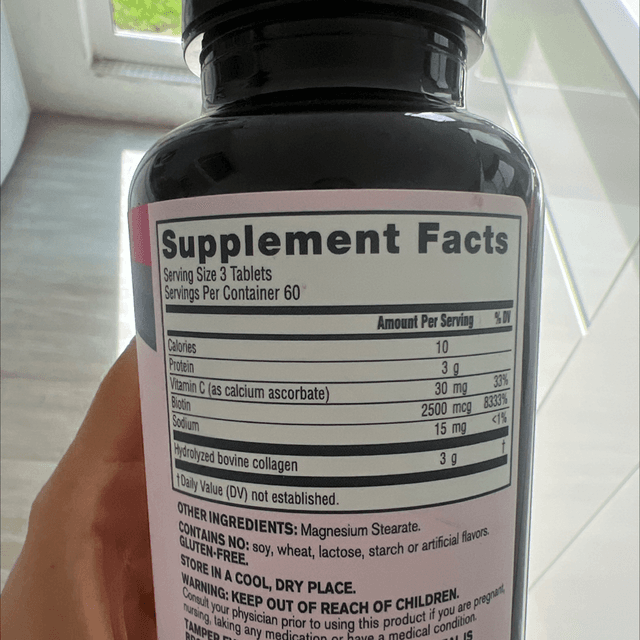 Supplement Facts
Serving Size 3 Tablets
Servings Per Container 60
Amount Per Serving % DV
Calories 10
Protein 3 g
Vitamin C (as calcium ascorbate) 30 mg 33%
Biotin 2500 mcg 8333%
Sodium 15 mg <1%
Hydrolyzed bovine collagen 3 g †
†Daily Value (DV) not established.
OTHER INGREDIENTS: Magnesium Stearate.
CONTAINS NO: soy, wheat, lactose, starch or artificial flavors.
GLUTEN-FREE.
STORE IN A COOL, DRY PLACE.
WARNING: KEEP OUT OF REACH OF CHILDREN.
Consult your physician prior to using this product if you are pregnant,
nursing, taking any medication or have a medical condition.
TAMPER IS